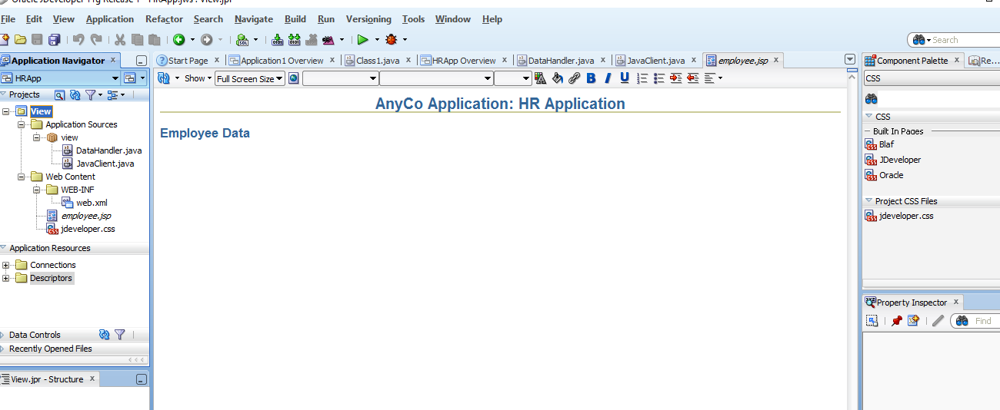 Oracle JDeveloper 11g Release 1 - HRApp.jws : View.jpr
File Edit View Application Refactor Search Navigate Build Run Versioning Tools Window Help
Search
Application Navigator
HRApp
Projects
View
Application Sources
view
DataHandler.java
JavaClient.java
Web Content
WEB-INF
web.xml
employee.jsp
jdeveloper.css
Application Resources
Connections
Descriptors
Data Controls
Recently Opened Files
View.jpr - Structure
Start Page Application1 Overview Class1.java HRApp Overview DataHandler.java JavaClient.java employee.jsp
Show Full Screen Size
AnyCo Application: HR Application
Employee Data
Component Palette Re...
CSS
CSS
Built In Pages
Blaf
JDeveloper
Oracle
Project CSS Files
jdeveloper.css
Property Inspector
Find